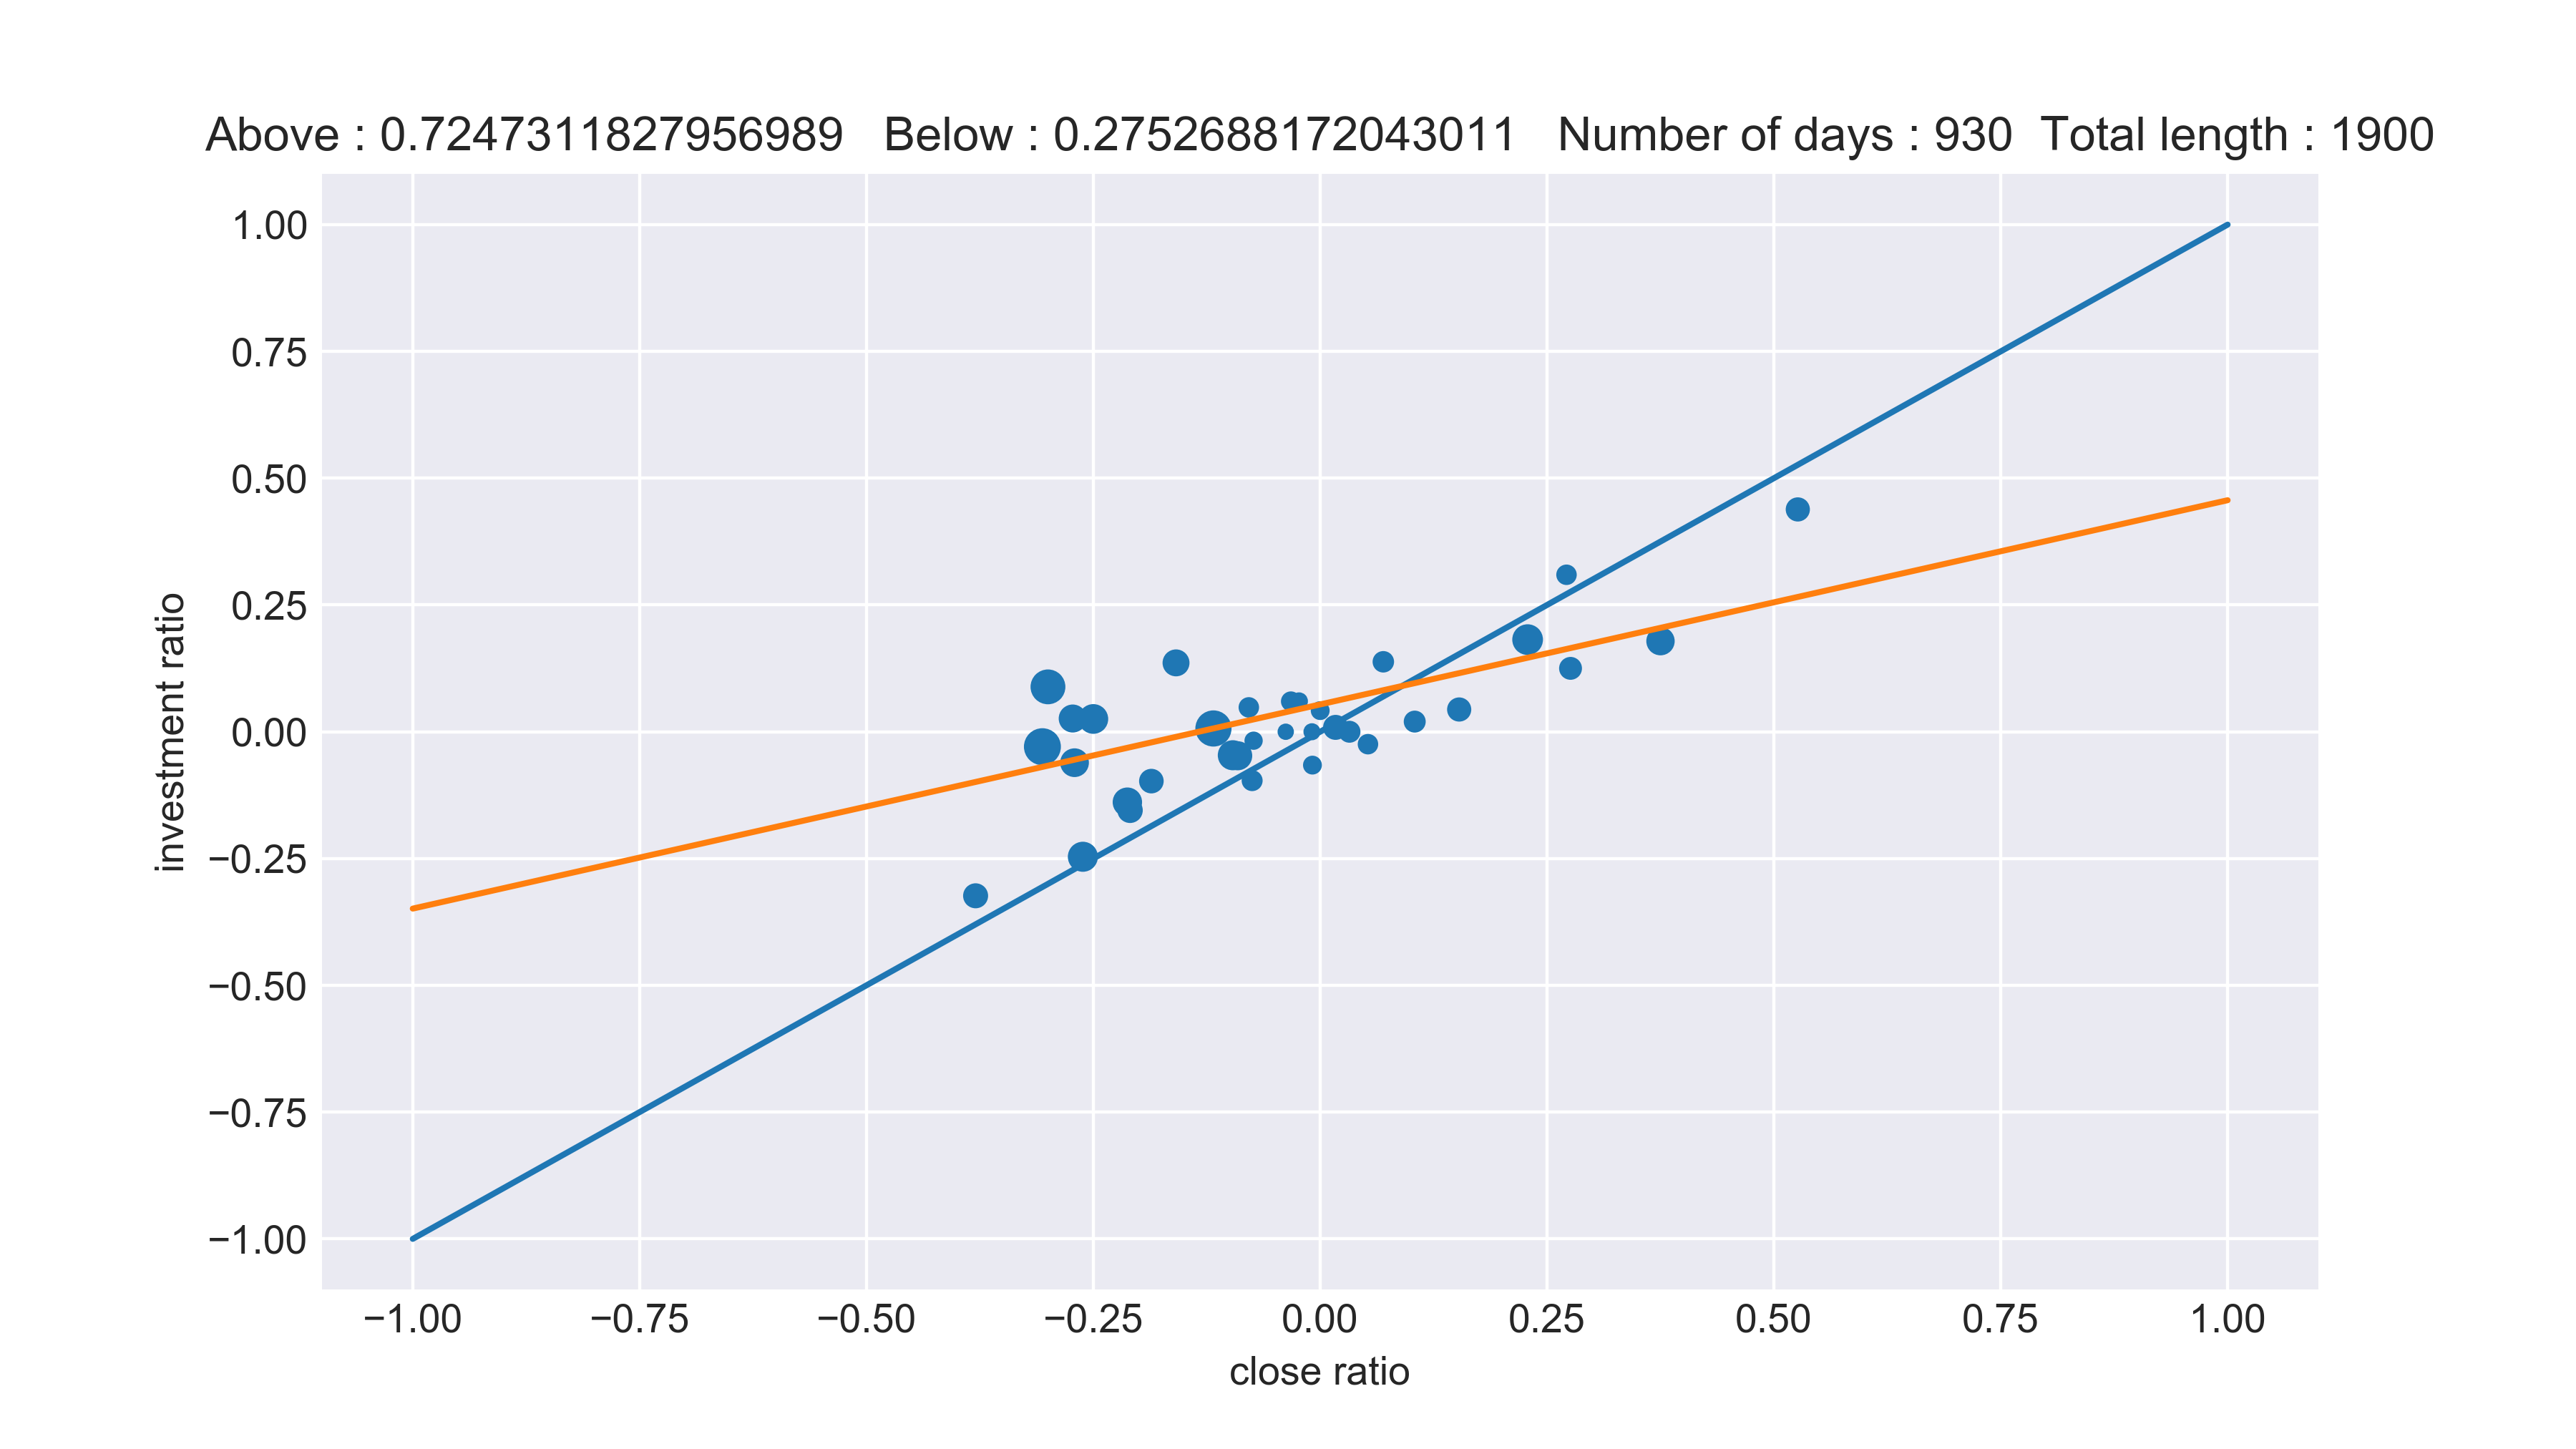 Above : 0.7247311827956989   Below : 0.2752688172043011   Number of days : 930  Total length : 1900
1.00
0.75
0.50
0.25
0.00
−0.25
−0.50
−0.75
−1.00
investment ratio
−1.00 −0.75 −0.50 −0.25 0.00 0.25 0.50 0.75 1.00
close ratio